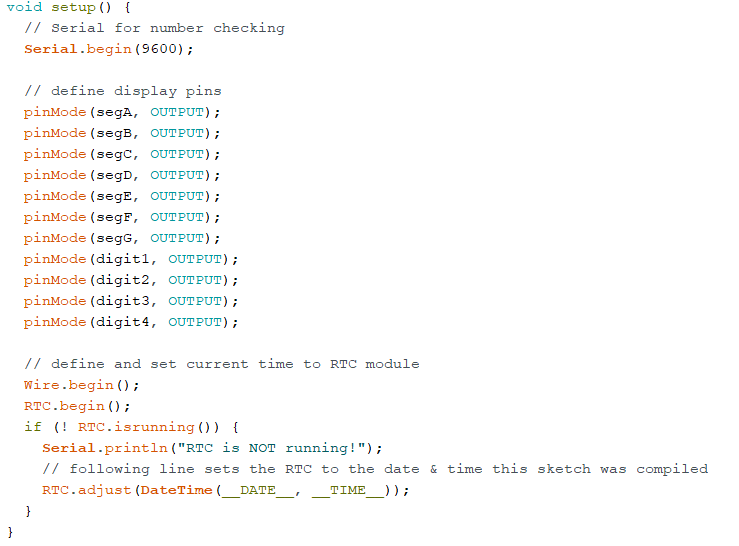 void setup() {
  // Serial for number checking
  Serial.begin(9600);

  // define display pins
  pinMode(segA, OUTPUT);
  pinMode(segB, OUTPUT);
  pinMode(segC, OUTPUT);
  pinMode(segD, OUTPUT);
  pinMode(segE, OUTPUT);
  pinMode(segF, OUTPUT);
  pinMode(segG, OUTPUT);
  pinMode(digit1, OUTPUT);
  pinMode(digit2, OUTPUT);
  pinMode(digit3, OUTPUT);
  pinMode(digit4, OUTPUT);

  // define and set current time to RTC module
  Wire.begin();
  RTC.begin();
  if (! RTC.isrunning()) {
    Serial.println("RTC is NOT running!");
    // following line sets the RTC to the date & time this sketch was compiled
    RTC.adjust(DateTime(__DATE__, __TIME__));
  }
}